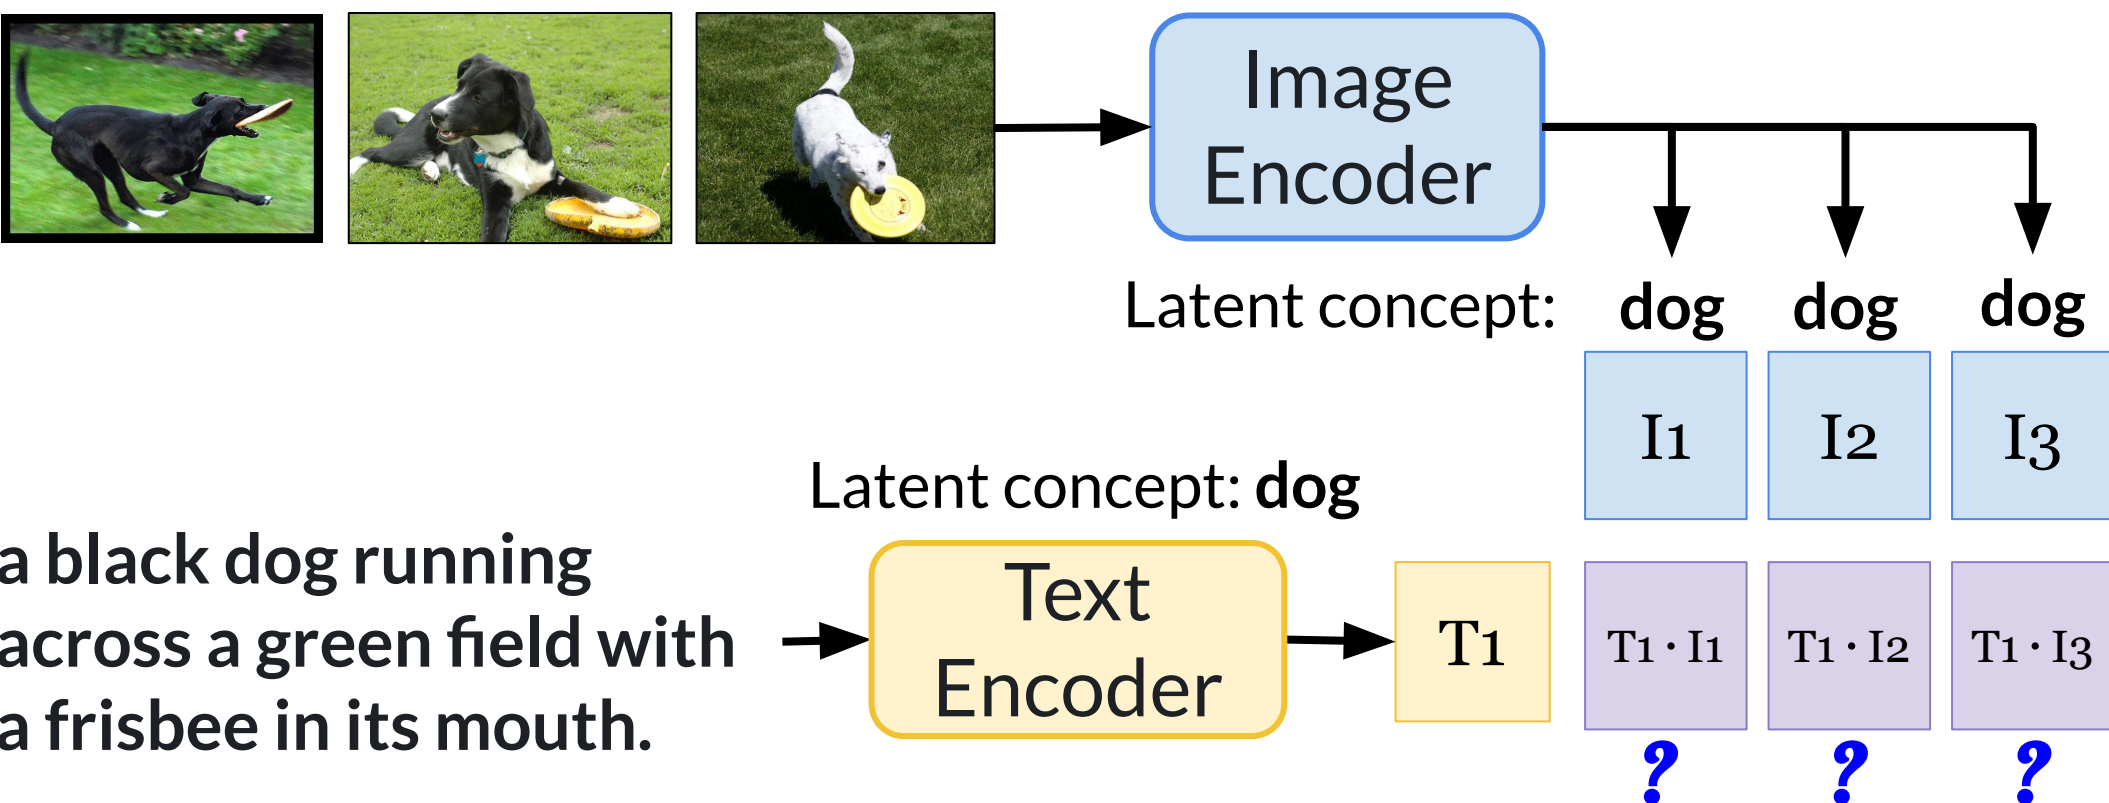 Image
Encoder
Latent concept: dog dog dog
I1 I2 I3
Latent concept: dog
a black dog running
across a green field with
a frisbee in its mouth.
Text
Encoder
T1
T1 · I1 T1 · I2 T1 · I3
? ? ?